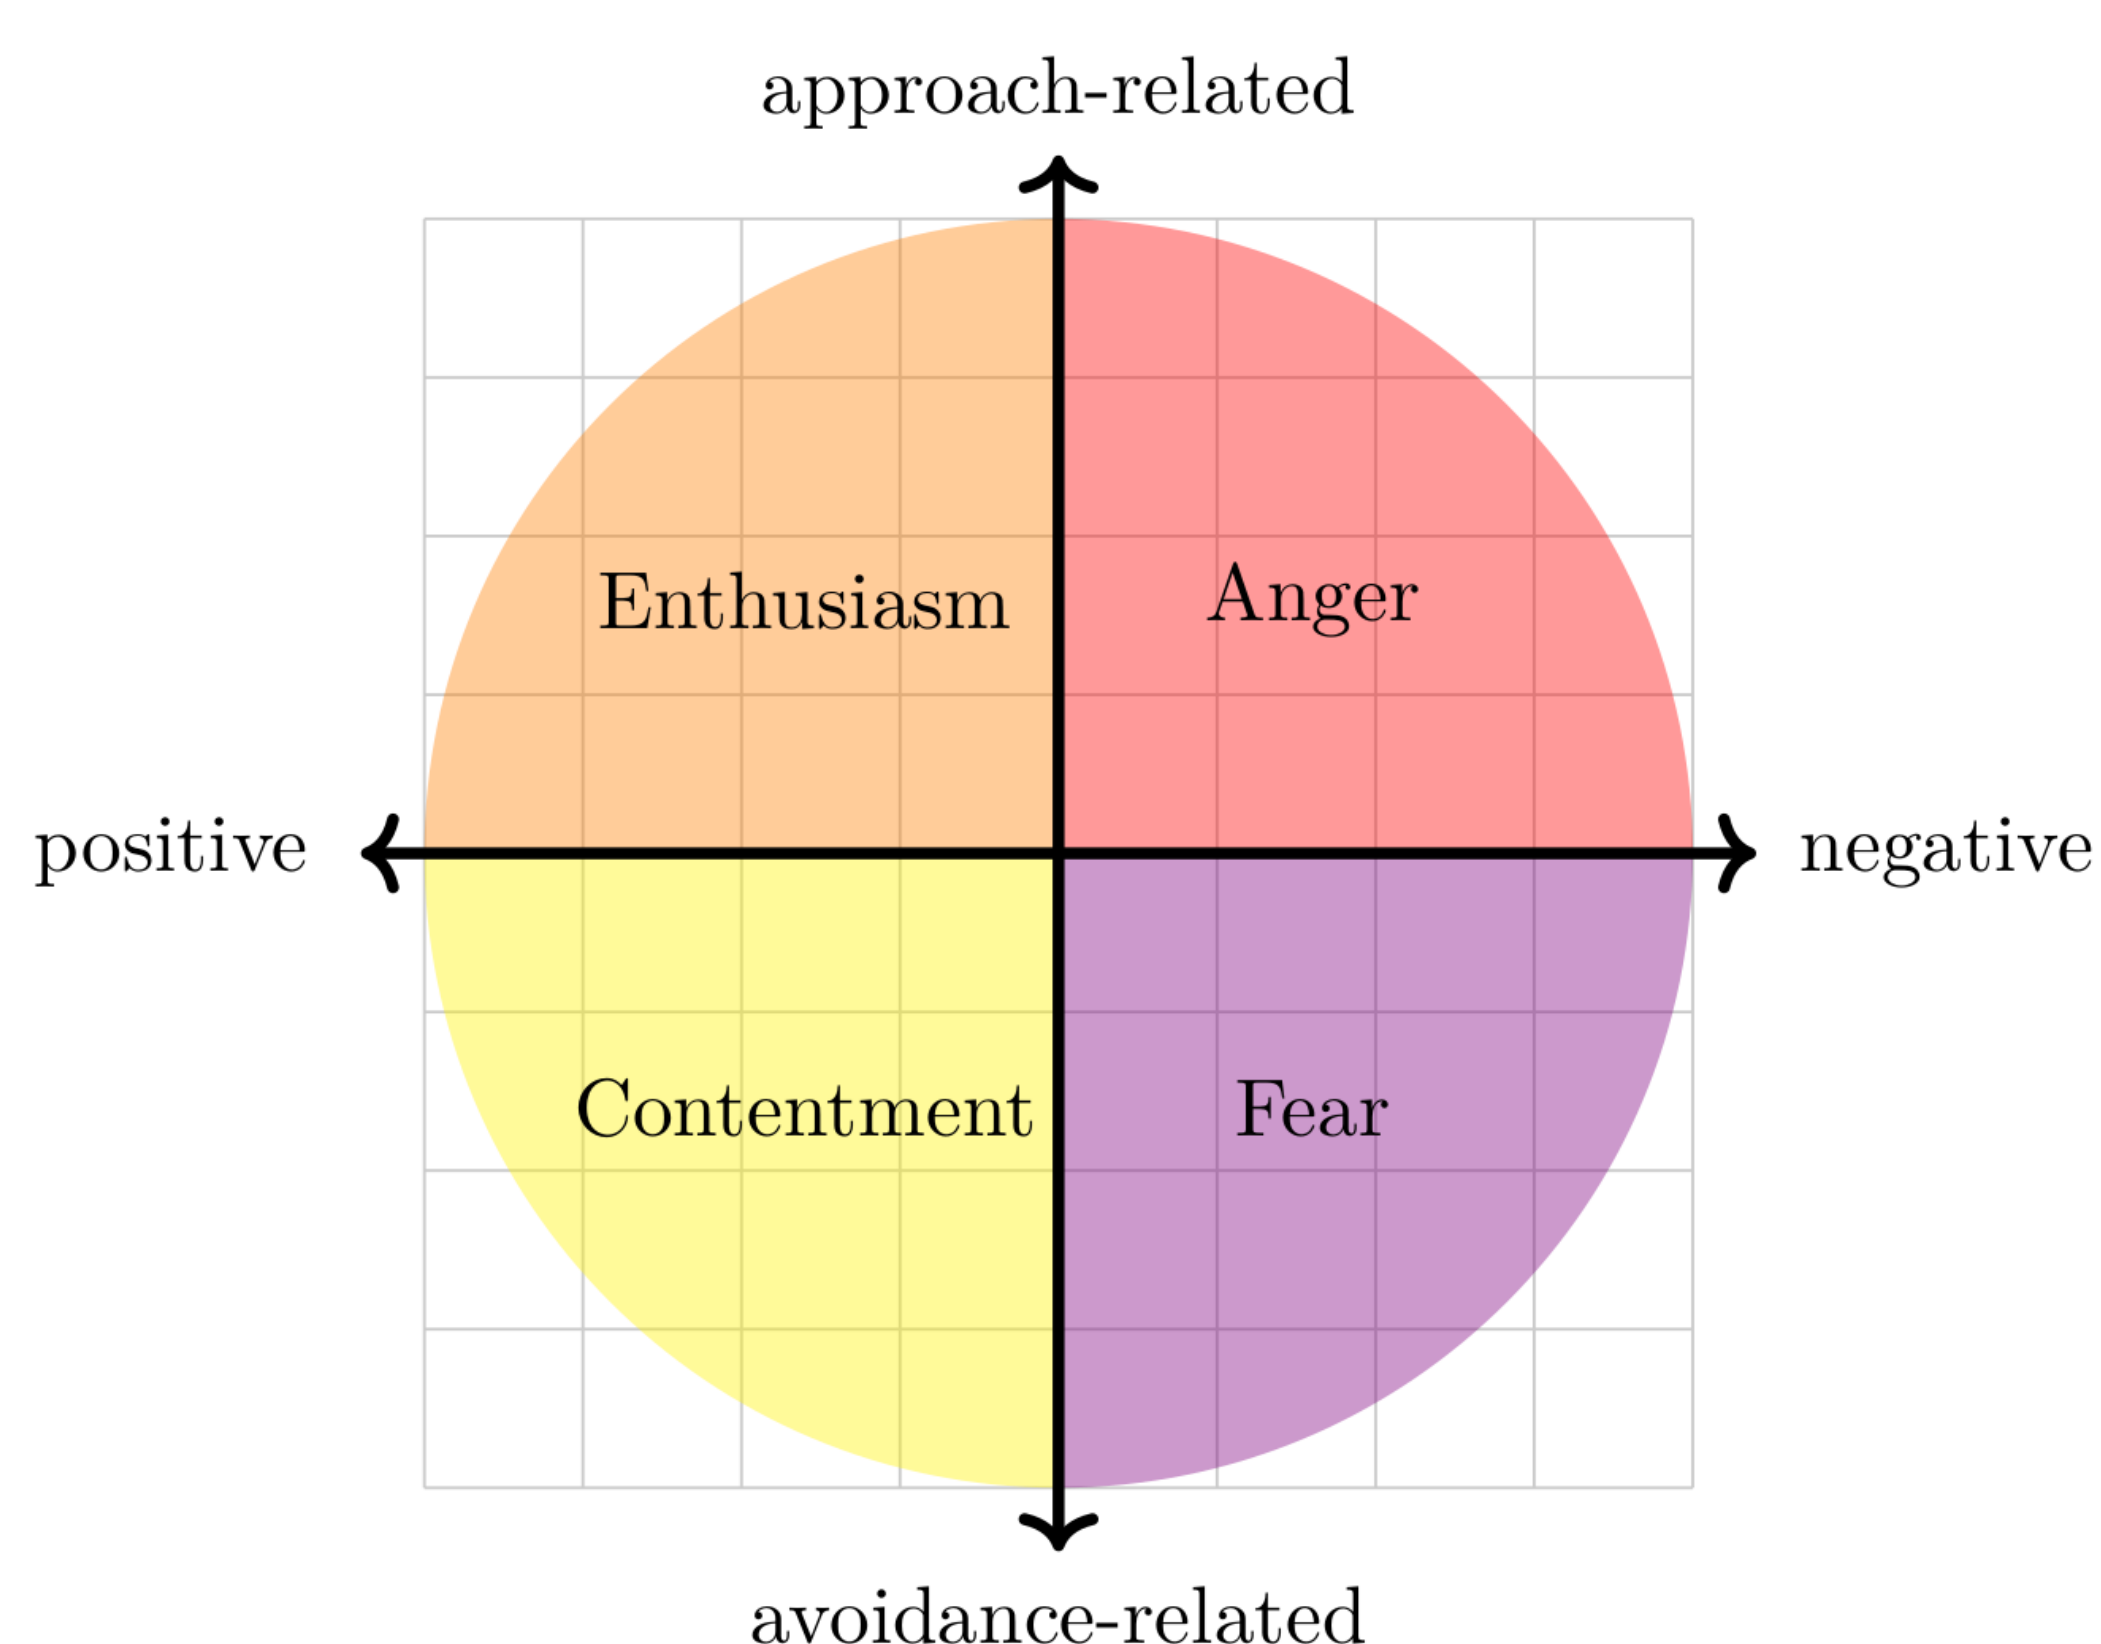 approach-related
Enthusiasm
Anger
positive
negative
Contentment
Fear
avoidance-related